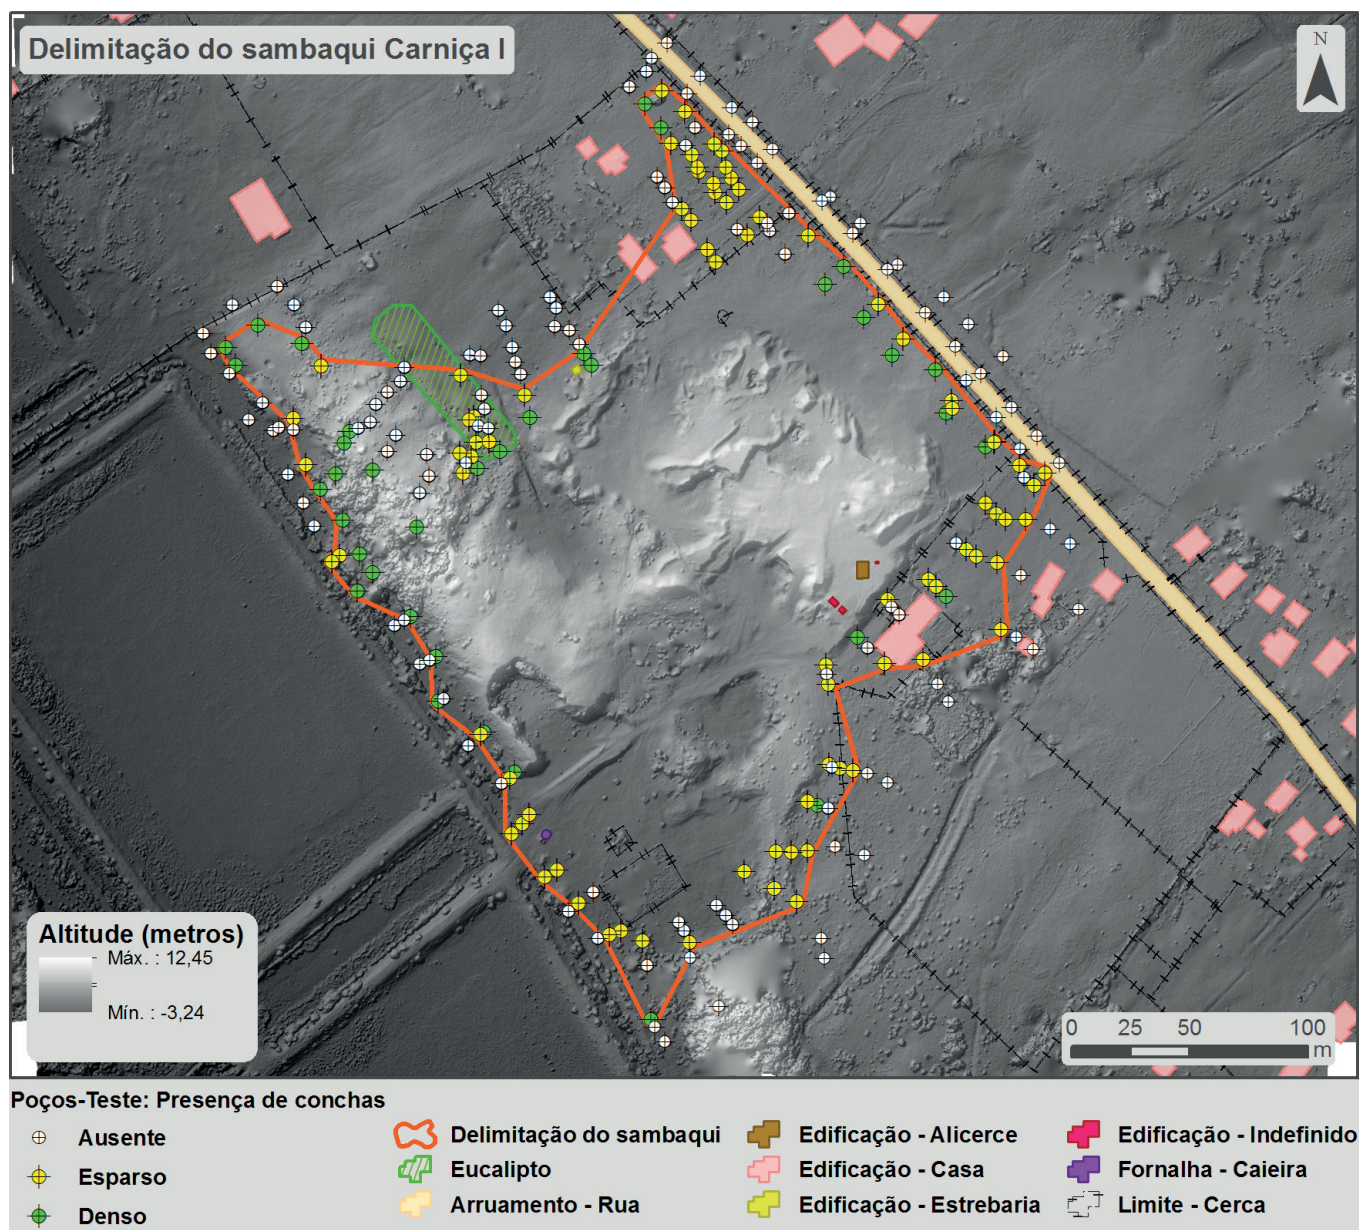 Delimitação do sambaqui Carniça I
N
Altitude (metros)
Máx. : 12,45
Mín. : -3,24
0 25 50 100
m
Poços-Teste: Presença de conchas
Ausente
Esparso
Denso
Delimitação do sambaqui
Eucalipto
Arruamento - Rua
Edificação - Alicerce
Edificação - Casa
Edificação - Estrebaria
Edificação - Indefinido
Fornalha - Caieira
Limite - Cerca